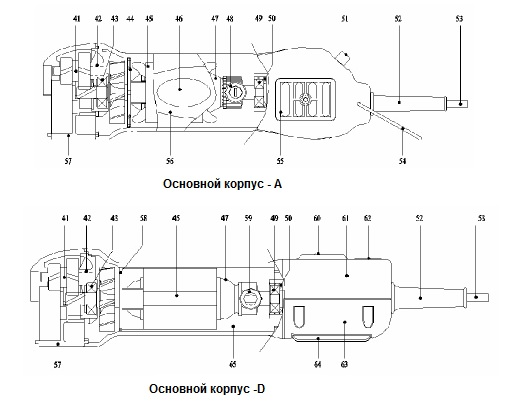 41 42 43 44 45 46 47 48 49 50 51 52 53
57 56 55 54
Основной корпус - А
41 42 43 58 45 47 59 49 50 60 61 62 52 53
57 65 64 63
Основной корпус -D